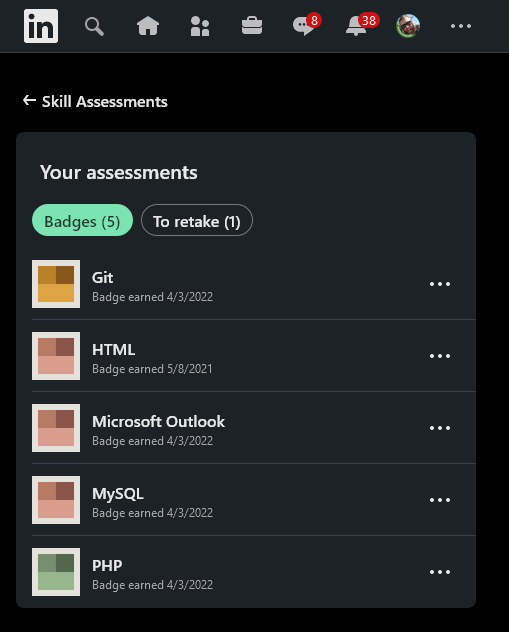 in
8
38
Skill Assessments
Your assessments
Badges (5)
To retake (1)
Git
Badge earned 4/3/2022
HTML
Badge earned 5/8/2021
Microsoft Outlook
Badge earned 4/3/2022
MySQL
Badge earned 4/3/2022
PHP
Badge earned 4/3/2022